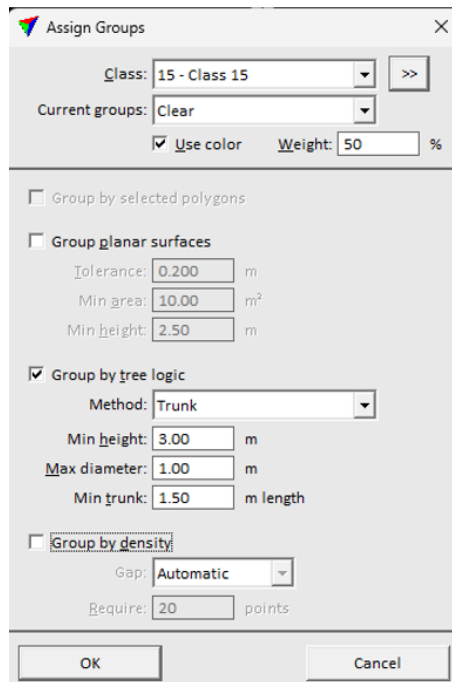 Assign Groups
Class: 15 - Class 15 >>
Current groups: Clear
Use color Weight: 50 %
Group by selected polygons
Group planar surfaces
Tolerance: 0.200 m
Min area: 10.00 m²
Min height: 2.50 m
Group by tree logic
Method: Trunk
Min height: 3.00 m
Max diameter: 1.00 m
Min trunk: 1.50 m length
Group by density
Gap: Automatic
Require: 20 points
OK Cancel